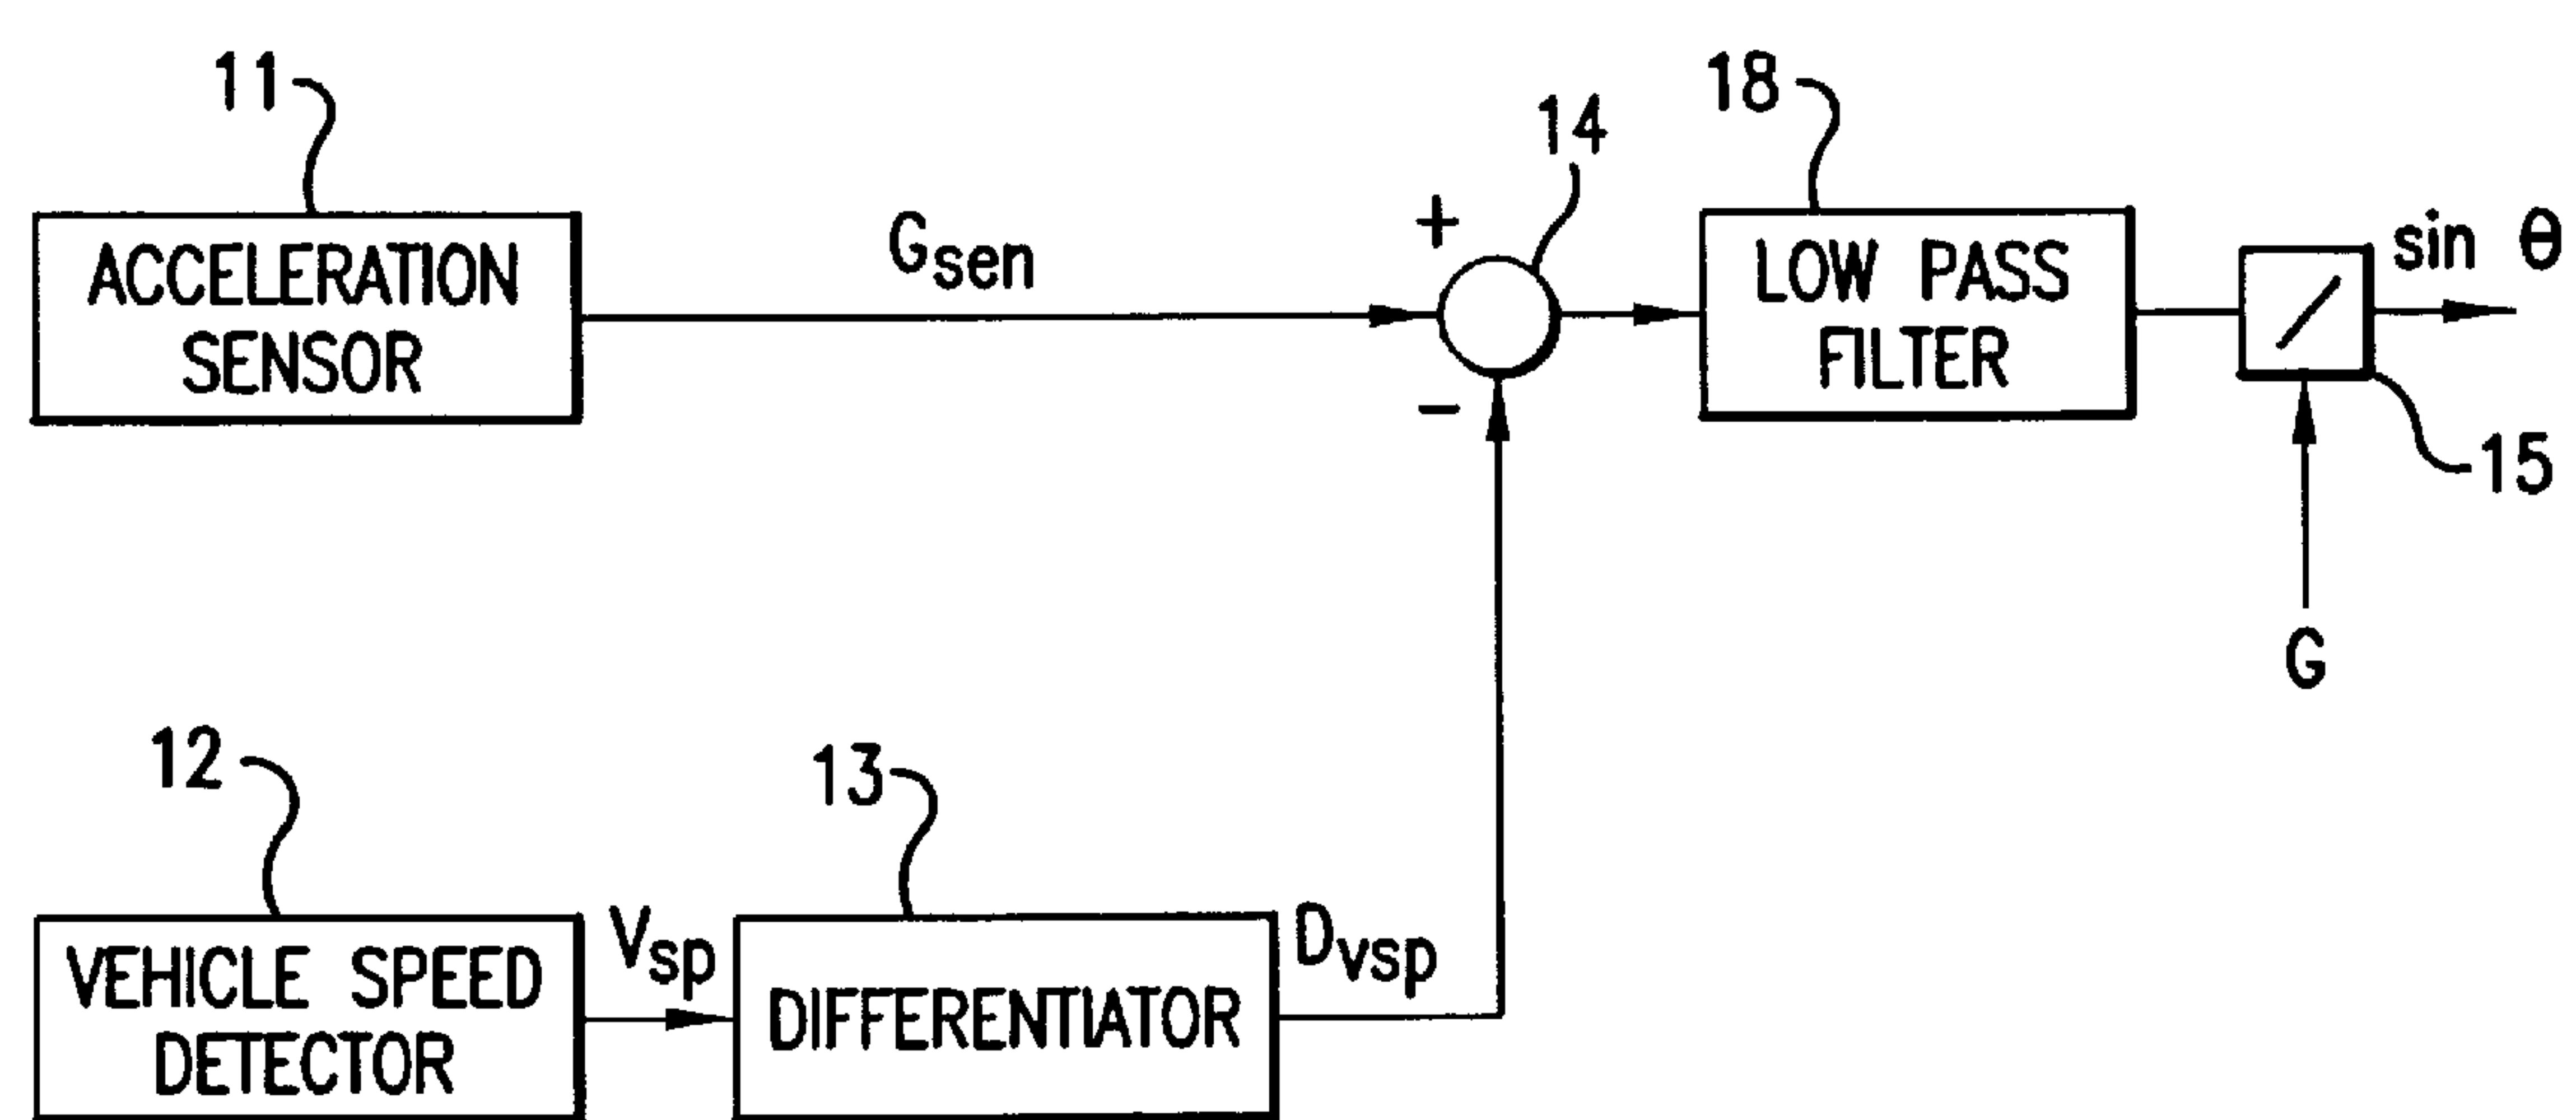 11
ACCELERATION
SENSOR
Gsen
+
−
14
18
LOW PASS
FILTER
sin θ
15
G
12
VEHICLE SPEED
DETECTOR
Vsp
13
DIFFERENTIATOR
Dvsp